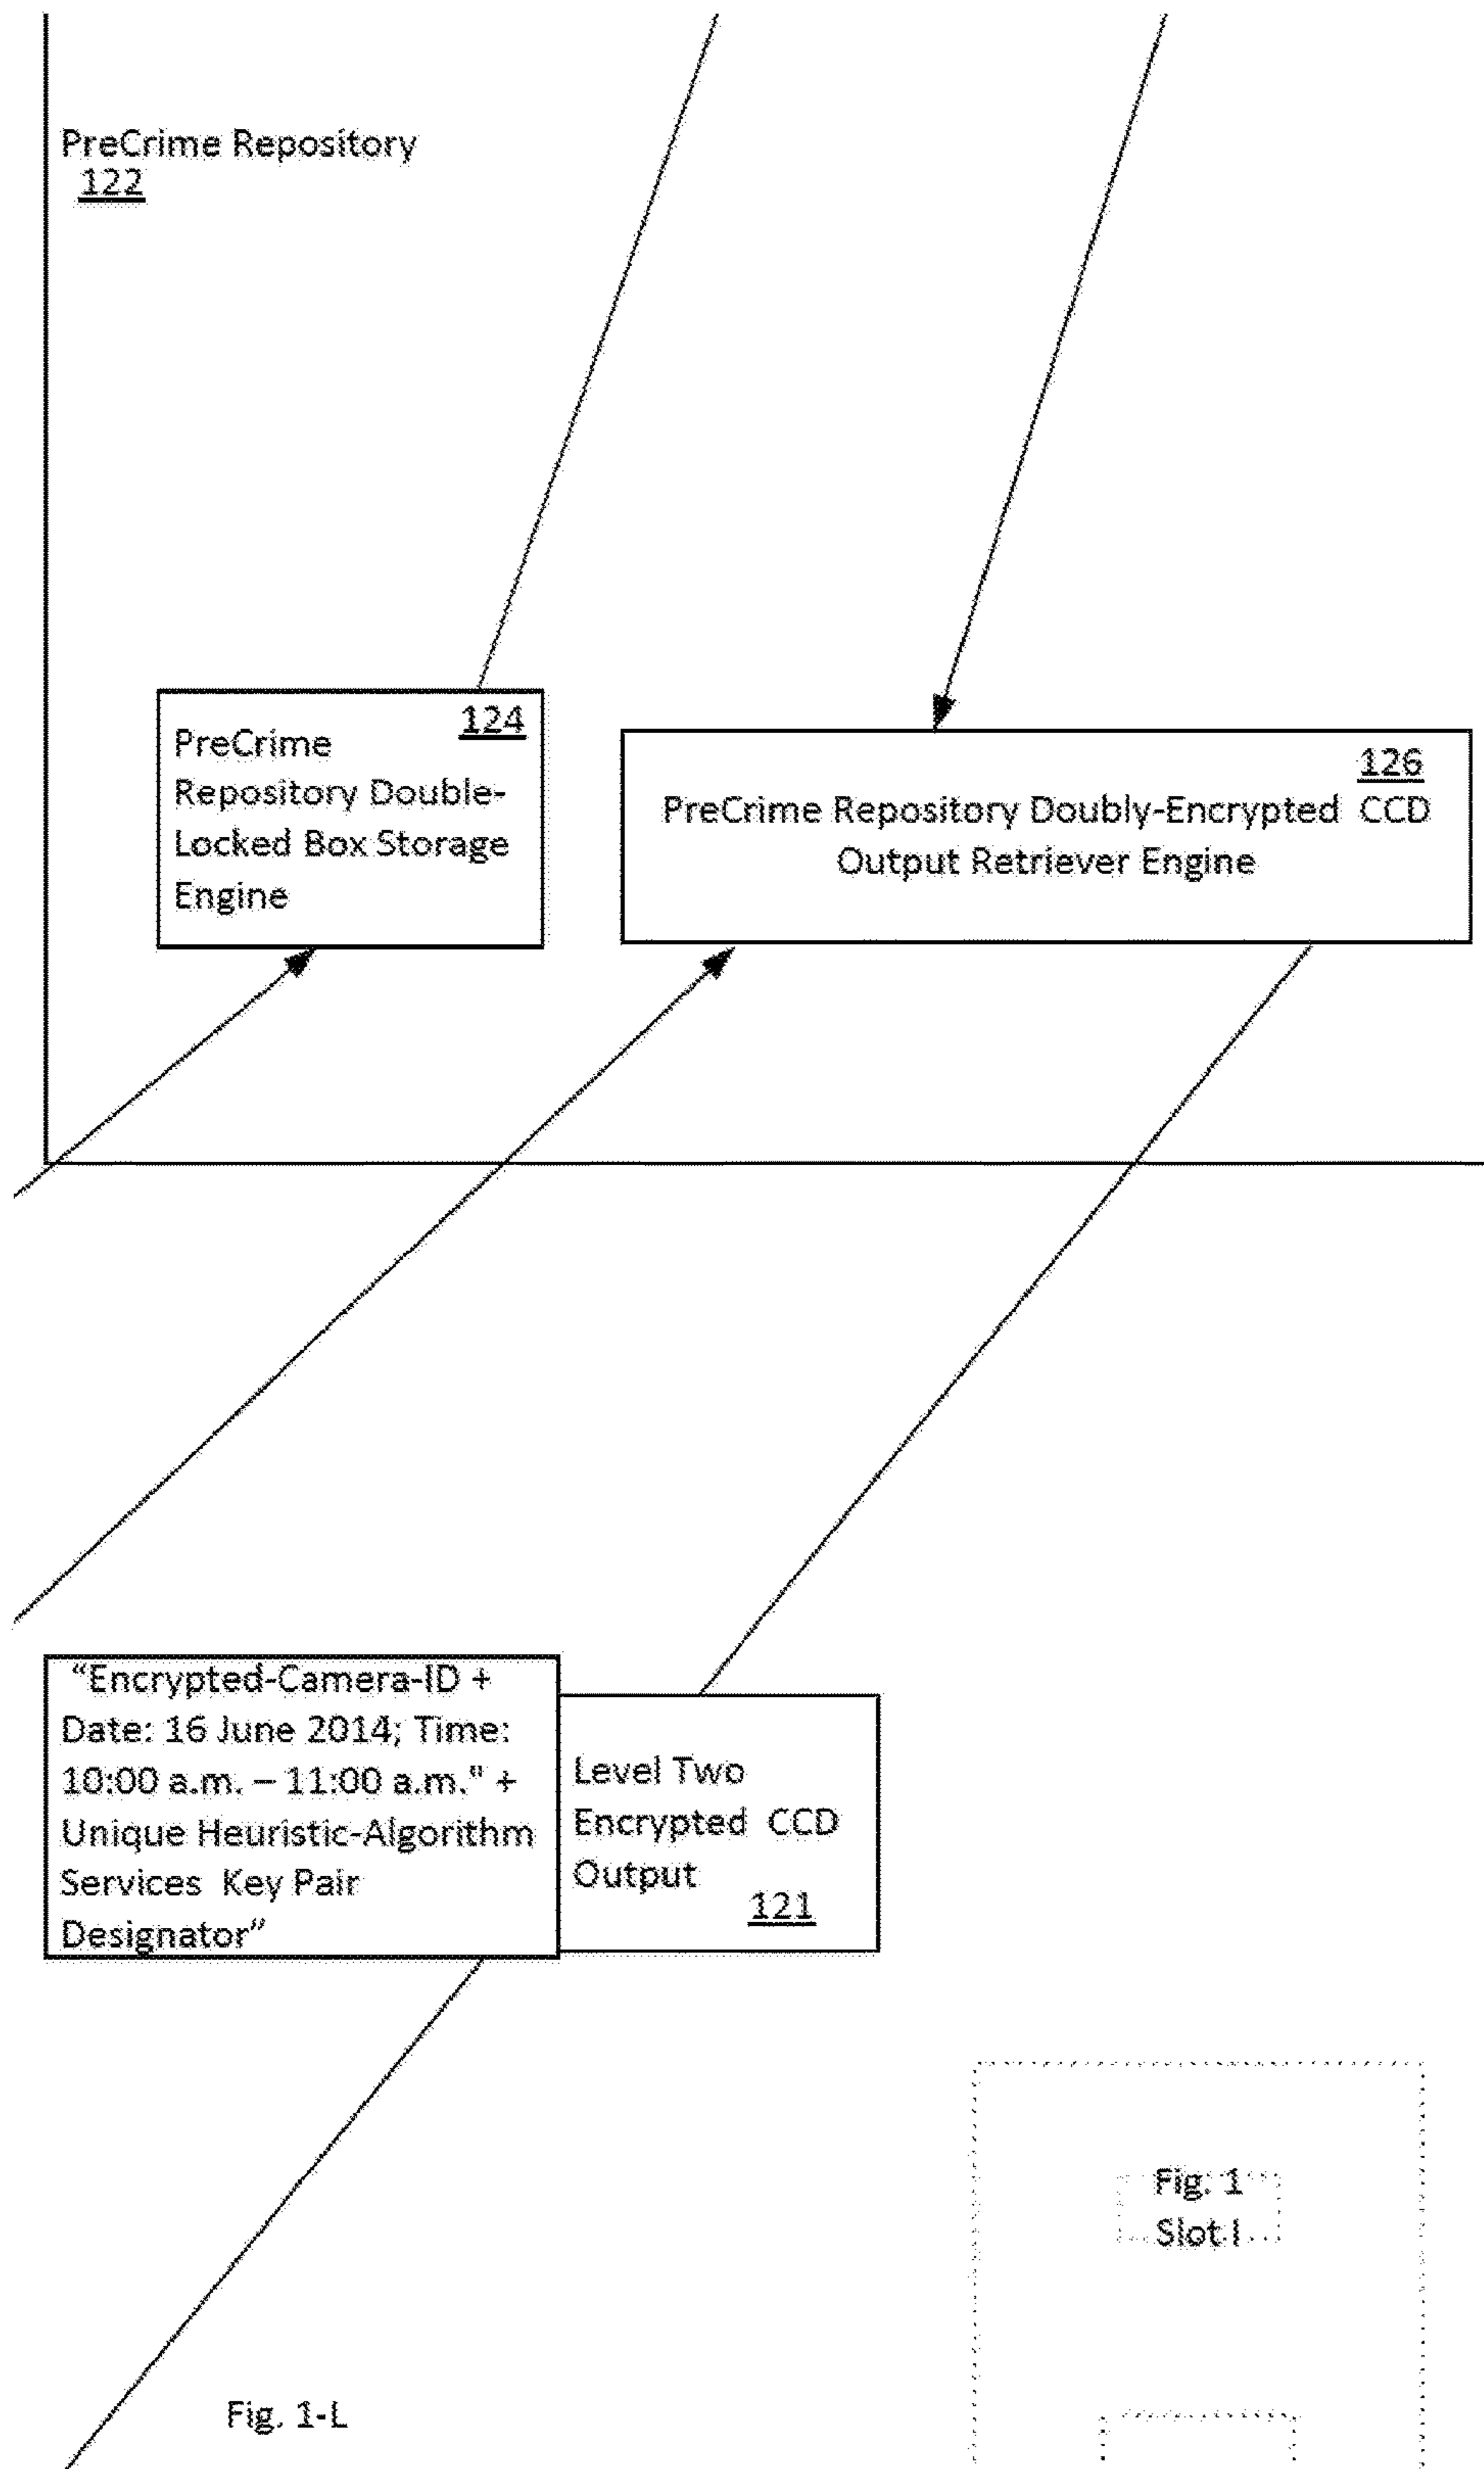 PreCrime Repository
122
124
PreCrime
Repository Double-
Locked Box Storage
Engine
126
PreCrime Repository Doubly-Encrypted CCD
Output Retriever Engine
“Encrypted-Camera-ID +
Date: 16 June 2014; Time:
10:00 a.m. – 11:00 a.m." +
Unique Heuristic-Algorithm
Services Key Pair
Designator”
Level Two
Encrypted CCD
Output
121
Fig. 1
Slot I
Fig. 1-L